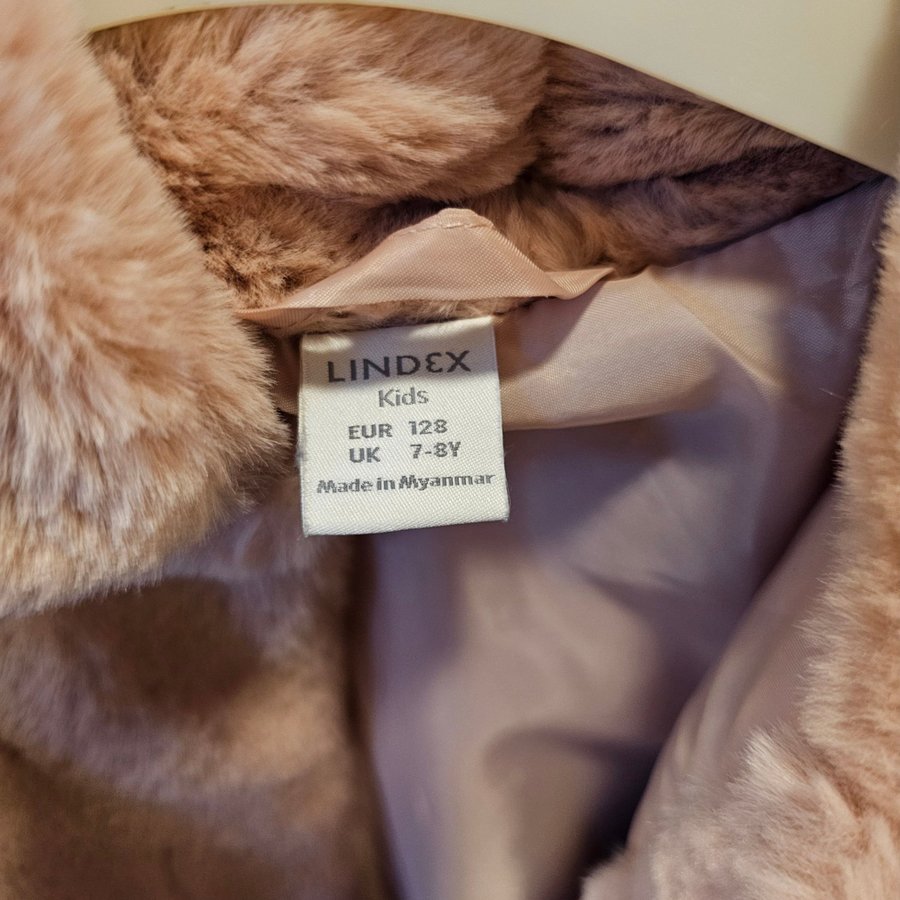 LINDEX
Kids
EUR 128
UK 7-8Y
Made in Myanmar